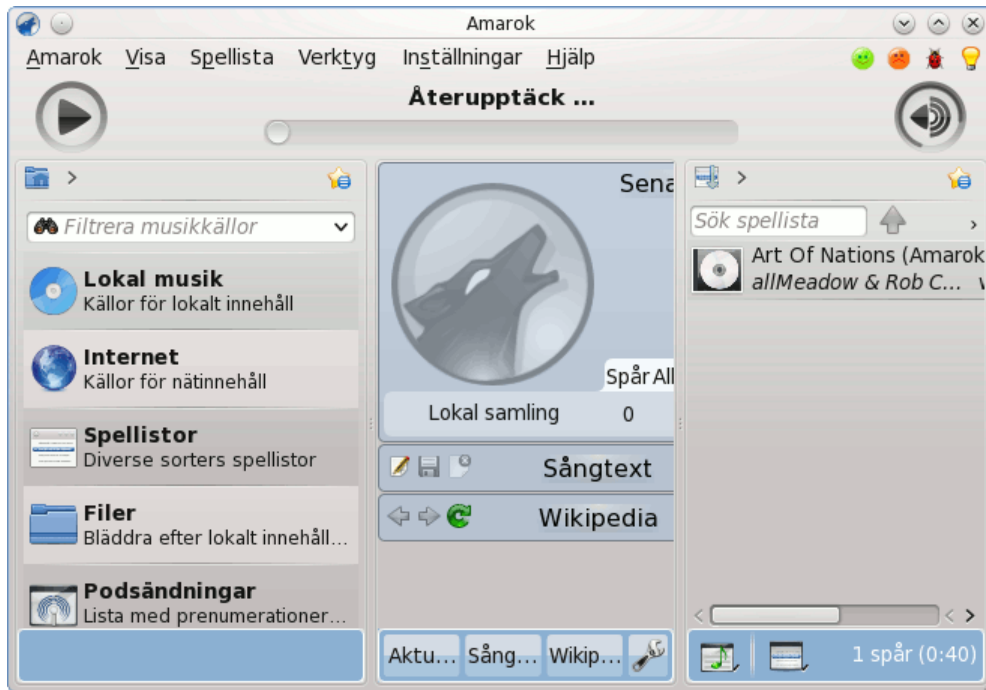 Amarok
Amarok Visa Spellista Verktyg Inställningar Hjälp
Återupptäck ...
>
Filtrera musikkällor
Lokal musik
Källor för lokalt innehåll
Internet
Källor för nätinnehåll
Spellistor
Diverse sorters spellistor
Filer
Bläddra efter lokalt innehåll...
Podsändningar
Lista med prenumerationer...
Sena
Spår All
Lokal samling 0
Sångtext
Wikipedia
Aktu... Sång... Wikip...
>
Sök spellista
Art Of Nations (Amarok
allMeadow & Rob C...
1 spår (0:40)